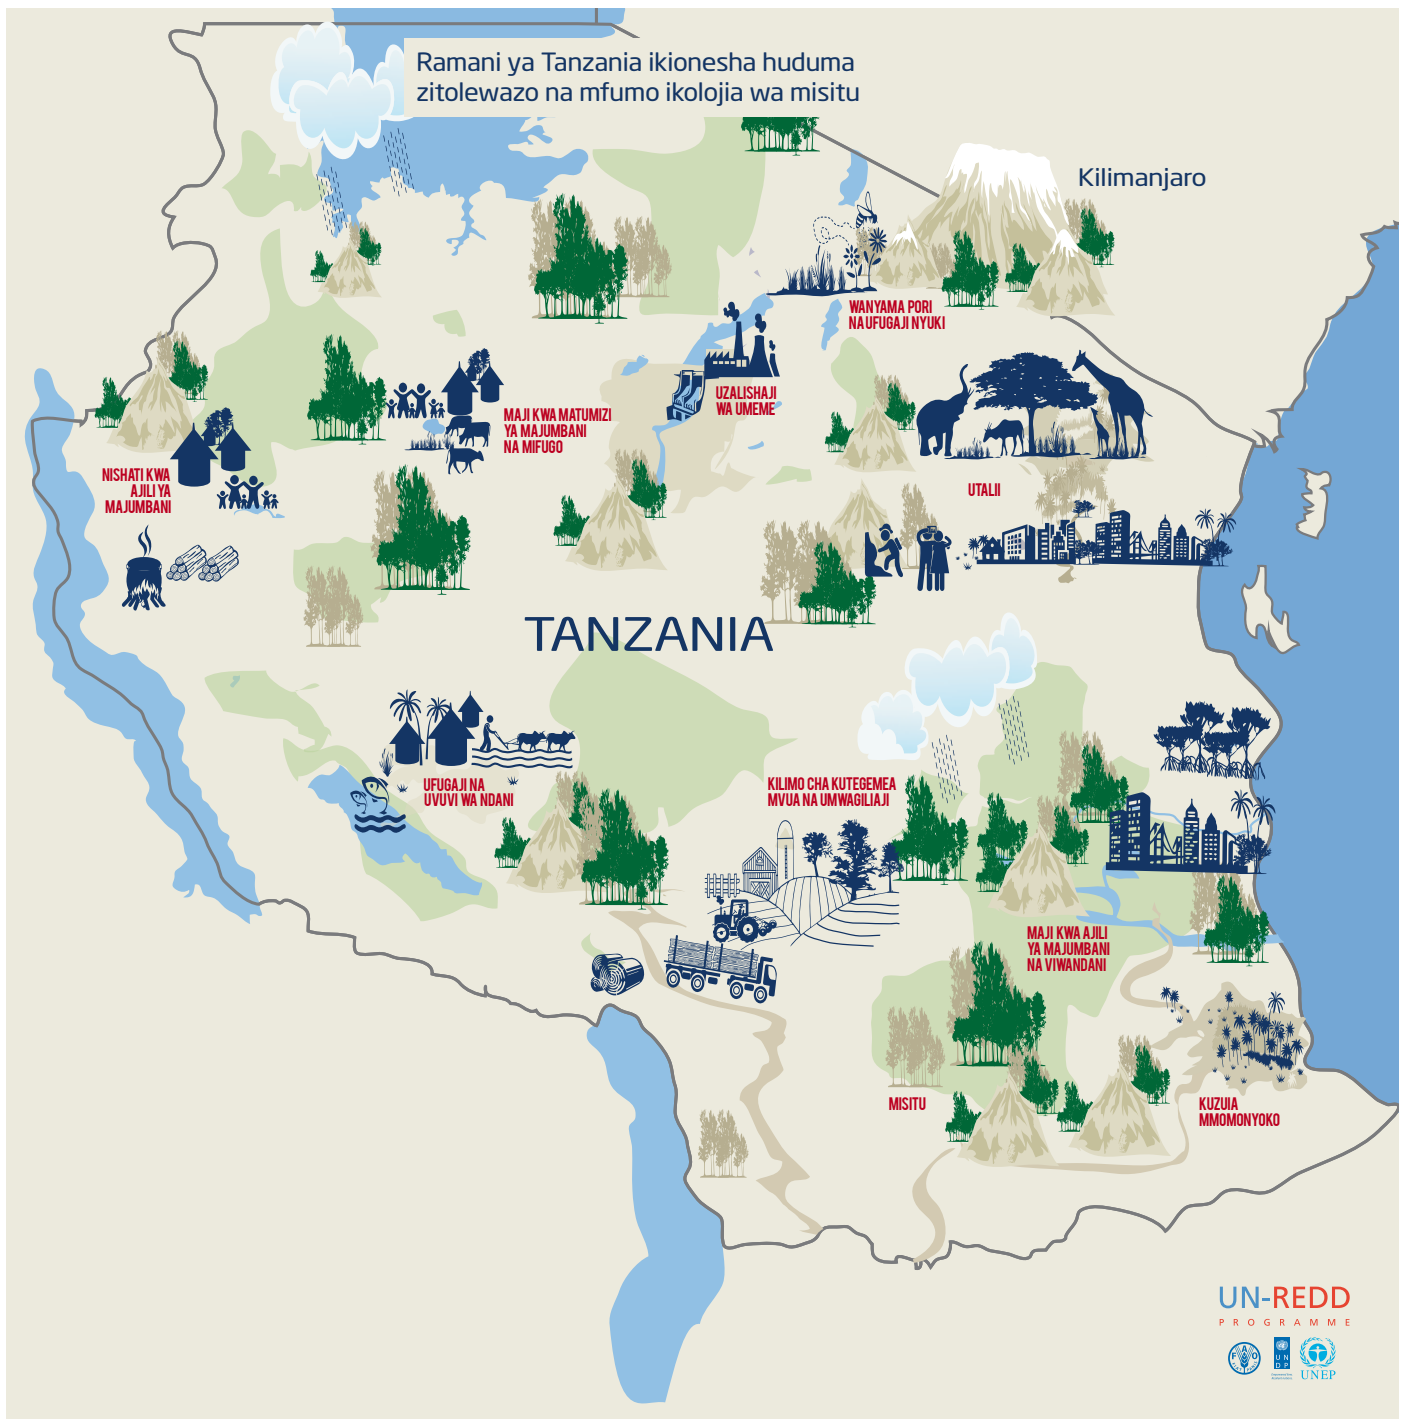 Ramani ya Tanzania ikionesha huduma
zitolewazo na mfumo ikolojia wa misitu
Kilimanjaro
WANYAMA PORI
NA UFUGAJI NYUKI
UZALISHAJI
WA UMEME
MAJI KWA MATUMIZI
YA MAJUMBANI
NA MIFUGO
NISHATI KWA
AJILI YA
MAJUMBANI
UTALII
TANZANIA
UFUGAJI NA
UVUVI WA NDANI
KILIMO CHA KUTEGEMEA
MVUA NA UMWAGILIAJI
MAJI KWA AJILI
YA MAJUMBANI
NA VIWANDANI
MISITU
KUZUIA
MMOMONYOKO
UN-REDD
PROGRAMME
FAO
UN
DP
UNEP